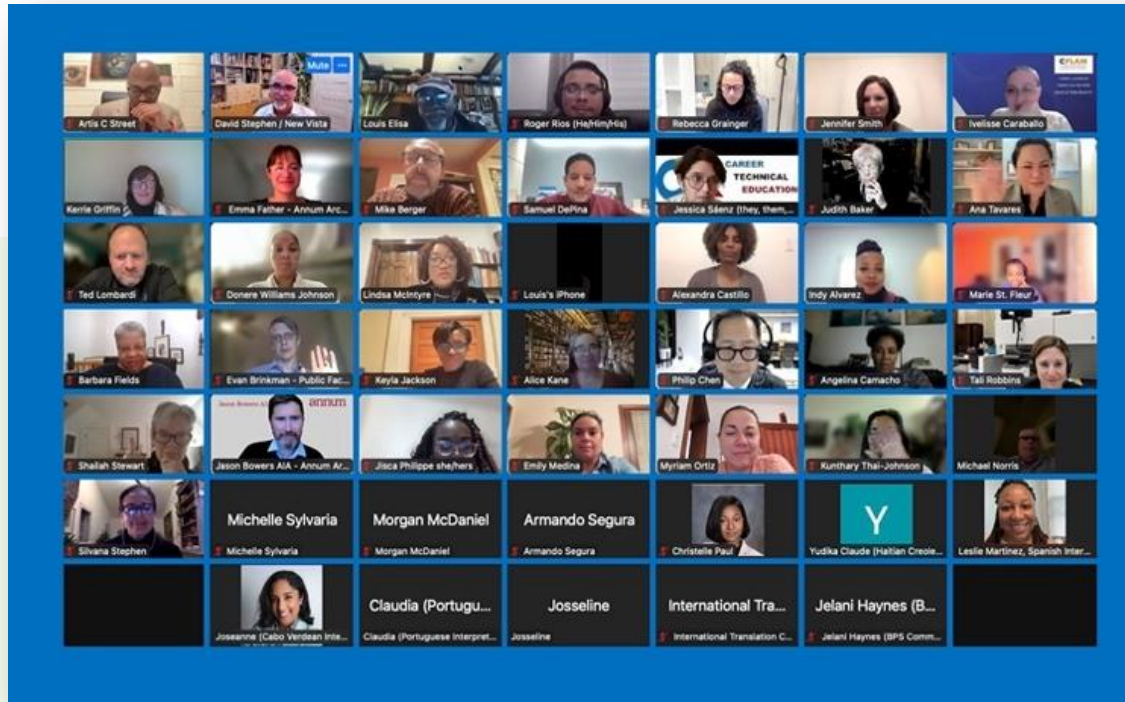 CFLAM
Mute
Artis C Street
David Stephen / New Vista
Louis Elisa
Roger Rios (He/Him/His)
Rebecca Grainger
Jennifer Smith
Ivelisse Caraballo
CAREER
TECHNICAL
EDUCATION
Kerrie Griffin
Emma Father - Annum Arc...
Mike Berger
Samuel DePina
Jessica Sáenz (they, them,...
Judith Baker
Ana Tavares
Ted Lombardi
Donere Williams Johnson
Lindsa McIntyre
Louis's iPhone
Alexandra Castillo
Indy Alvarez
Marie St. Fleur
Barbara Fields
Evan Brinkman - Public Fac...
Keyla Jackson
Alice Kane
Philip Chen
Angelina Camacho
Tali Robbins
Jason Bowers AIA
annum
Shailah Stewart
Jason Bowers AIA - Annum Ar...
Jisca Philippe she/hers
Emily Medina
Myriam Ortiz
Kunthary Thai-Johnson
Michael Norris
Michelle Sylvaria
Morgan McDaniel
Armando Segura
Y
Silvana Stephen
Michelle Sylvaria
Morgan McDaniel
Armando Segura
Christelle Paul
Yudika Claude (Haitian Creole...
Leslie Martinez, Spanish Inter...
Claudia (Portugu...
Josseline
International Tra...
Jelani Haynes (B...
Joseanne (Cabo Verdean Inte...
Claudia (Portuguese Interpret...
Josseline
International Translation C...
Jelani Haynes (BPS Comm...